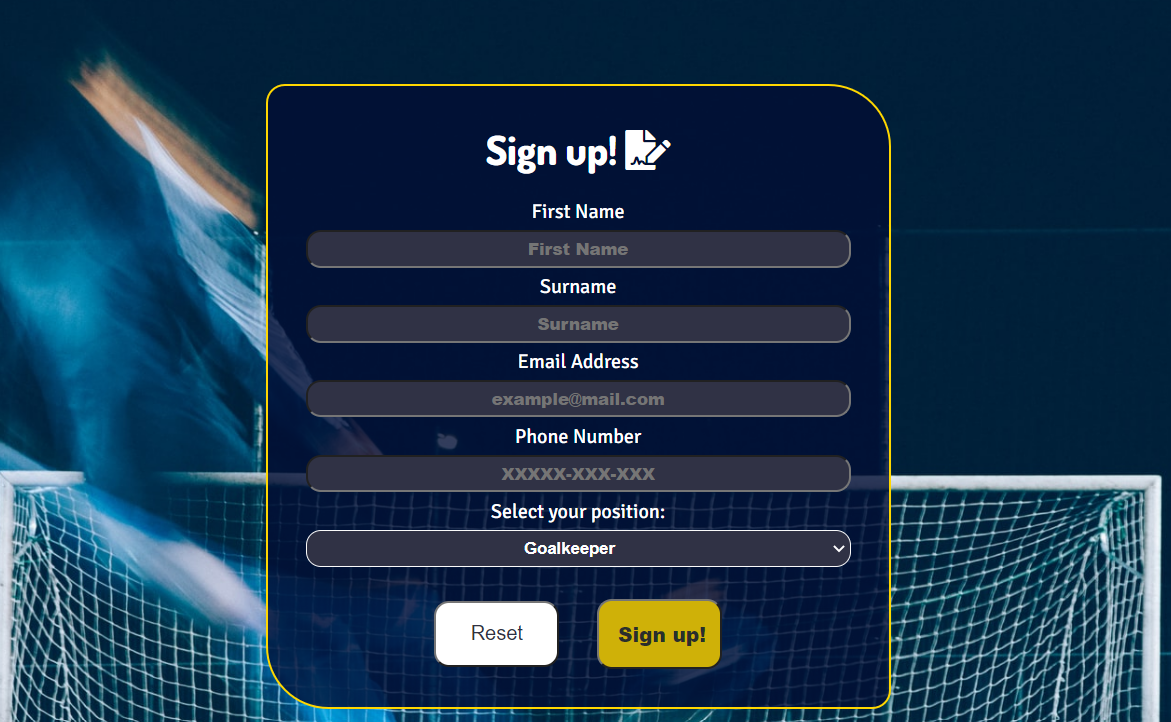 Sign up!
First Name
First Name
Surname
Surname
Email Address
example@mail.com
Phone Number
XXXXX-XXX-XXX
Select your position:
Goalkeeper
Reset Sign up!